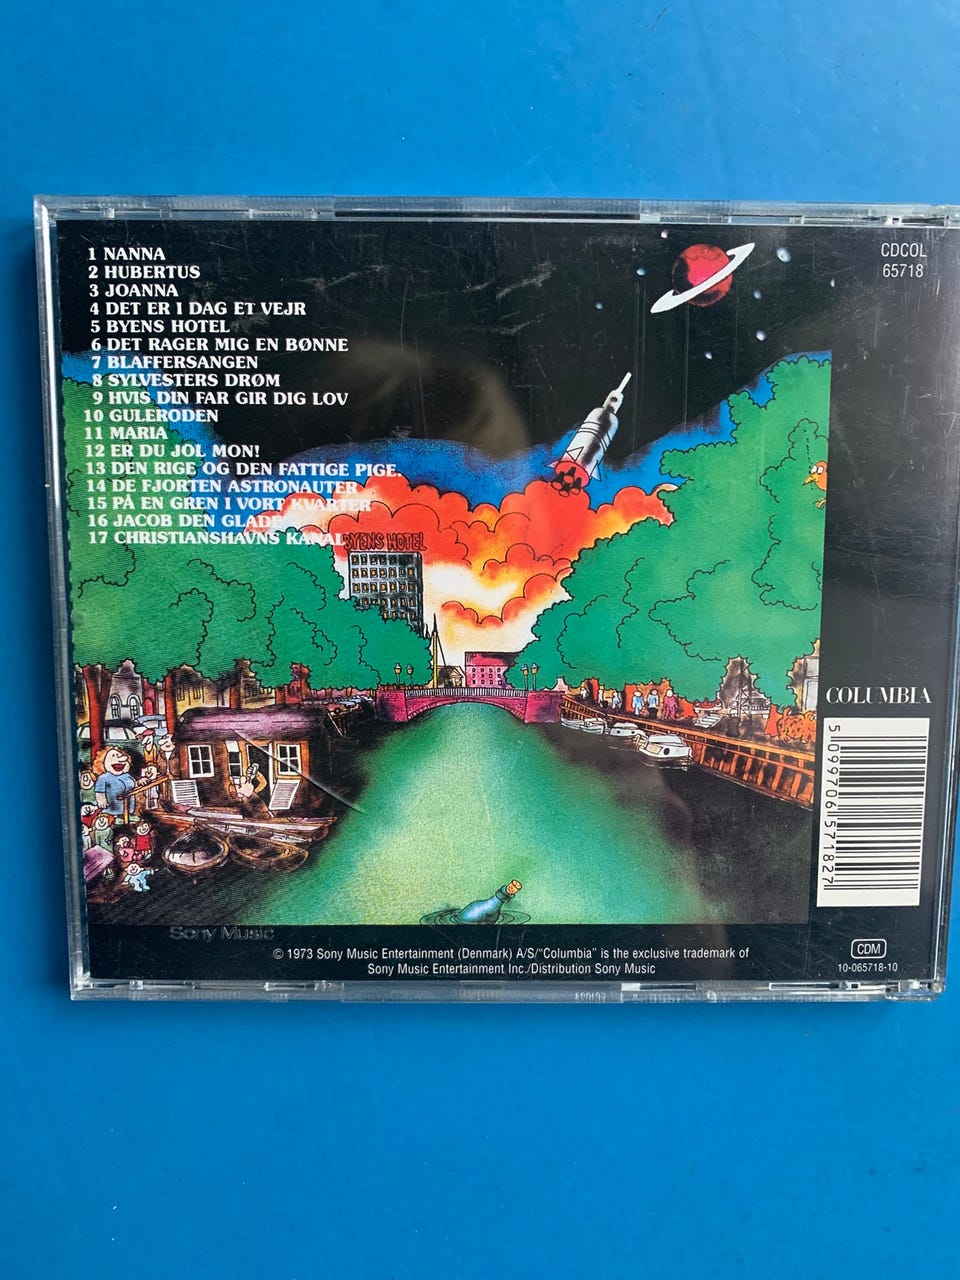 1 NANNA
2 HUBERTUS
3 JOANNA
4 DET ER I DAG ET VEJR
5 BYENS HOTEL
6 DET RAGER MIG EN BØNNE
7 BLAFFERSANGEN
8 SYLVESTERS DRØM
9 HVIS DIN FAR GIR DIG LOV
10 GULERODEN
11 MARIA
12 ER DU JOL MON!
13 DEN RIGE OG DEN FATTIGE PIGE.
14 DE FJORTEN ASTRONAUTER
15 PÅ EN GREN I VORT KVARTER
16 JACOB DEN GLADE
17 CHRISTIANSHAVNS KANAL
BYENS HOTEL
CDCOL
65718
COLUMBIA
5099706571827
Sony Music
© 1973 Sony Music Entertainment (Denmark) A/S/"Columbia" is the exclusive trademark of
Sony Music Entertainment Inc./Distribution Sony Music
CDM
10-065718-10